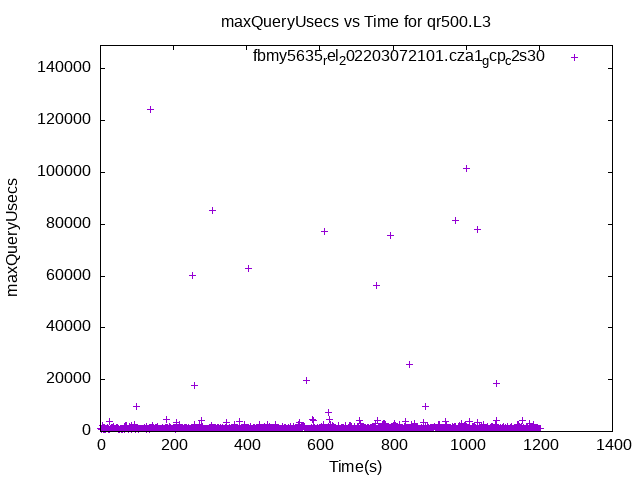 maxQueryUsecs vs Time for qr500.L3
fbmy5635rel202203072101.cza1gcpc2s30
140000
120000
100000
80000
60000
40000
20000
0
maxQueryUsecs
0 200 400 600 800 1000 1200 1400
Time(s)